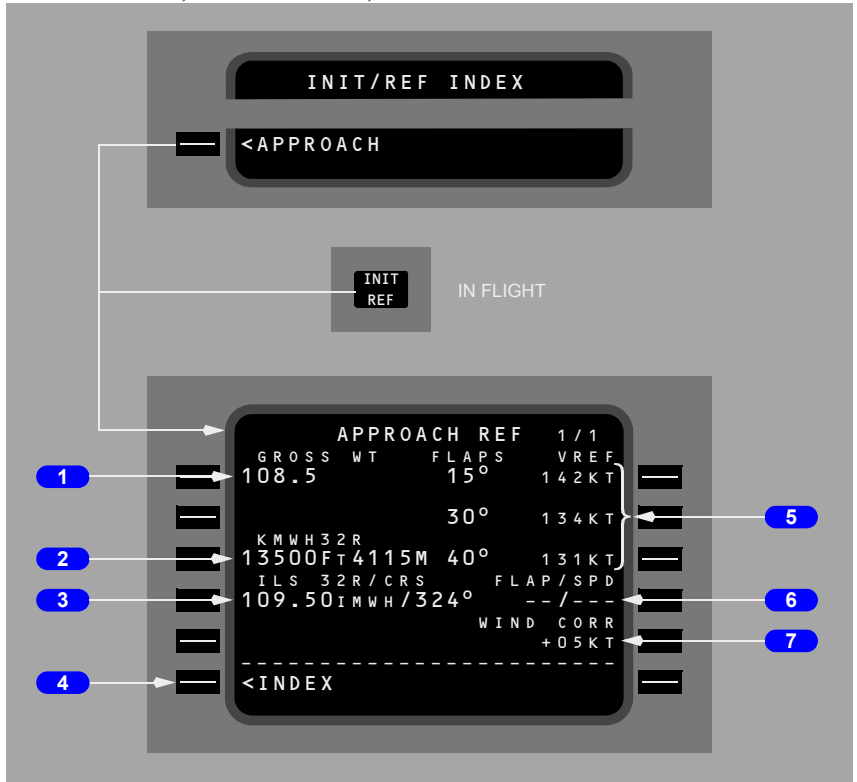 INIT/REF INDEX
<APPROACH
INIT
REF
IN FLIGHT
APPROACH REF 1/1
GROSS WT FLAPS VREF
1 108.5 15° 142KT
30° 134KT 5
KMWH32R
2 13500FT4115M 40° 131KT
ILS 32R/CRS FLAP/SPD
3 109.50IMWH/324° --/--- 6
WIND CORR
+05KT 7
----------------------------
4 <INDEX